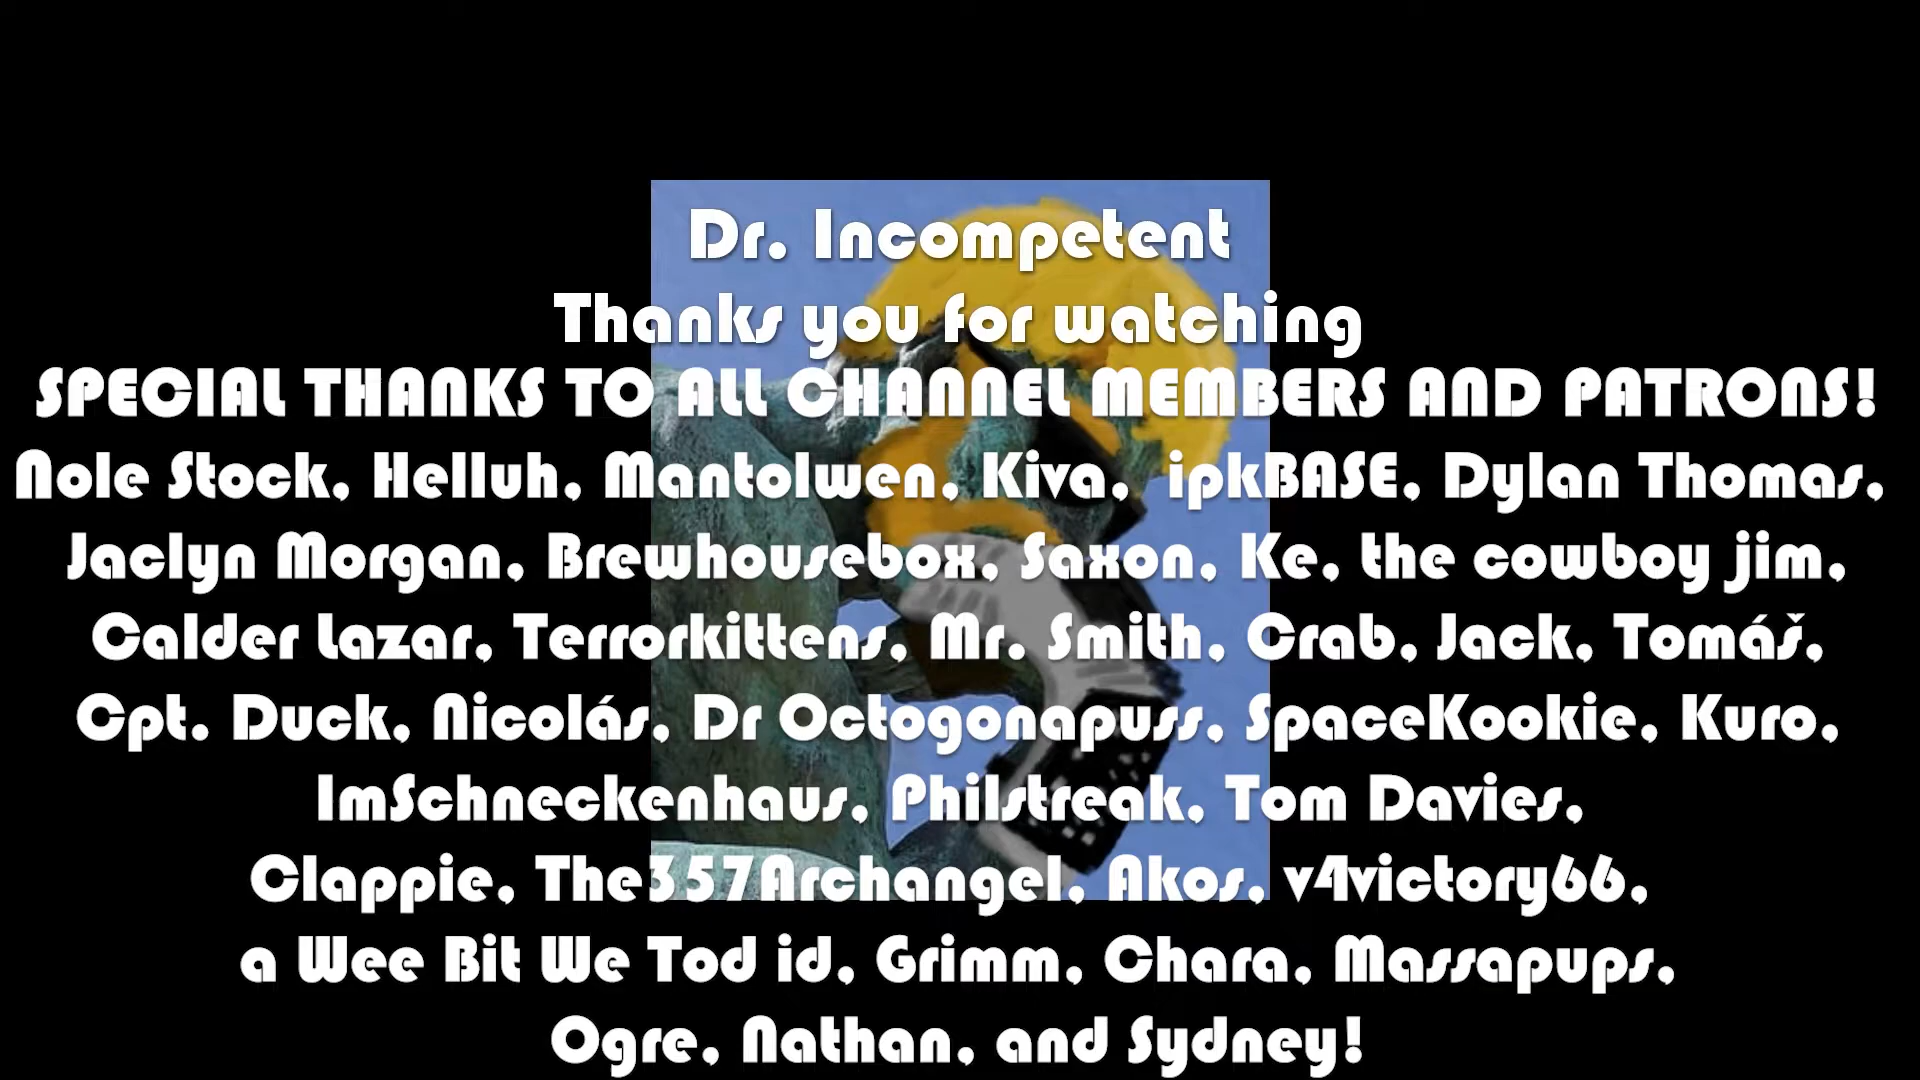 Dr. Incompetent
Thanks you for watching
SPECIAL THANKS TO ALL CHANNEL MEMBERS AND PATRONS!
Nole Stock, Helluh, Mantolwen, Kiva, ipkBASE, Dylan Thomas,
Jaclyn Morgan, Brewhousebox, Saxon, Ke, the cowboy jim,
Calder Lazar, Terrorkittens, Mr. Smith, Crab, Jack, Tomáš,
Cpt. Duck, Nicolás, Dr Octogonapuss, SpaceKookie, Kuro,
ImSchneckenhaus, Philstreak, Tom Davies,
Clappie, The357Archangel, Akos, v4victory66,
a Wee Bit We Tod id, Grimm, Chara, Massapups,
Ogre, Nathan, and Sydney!